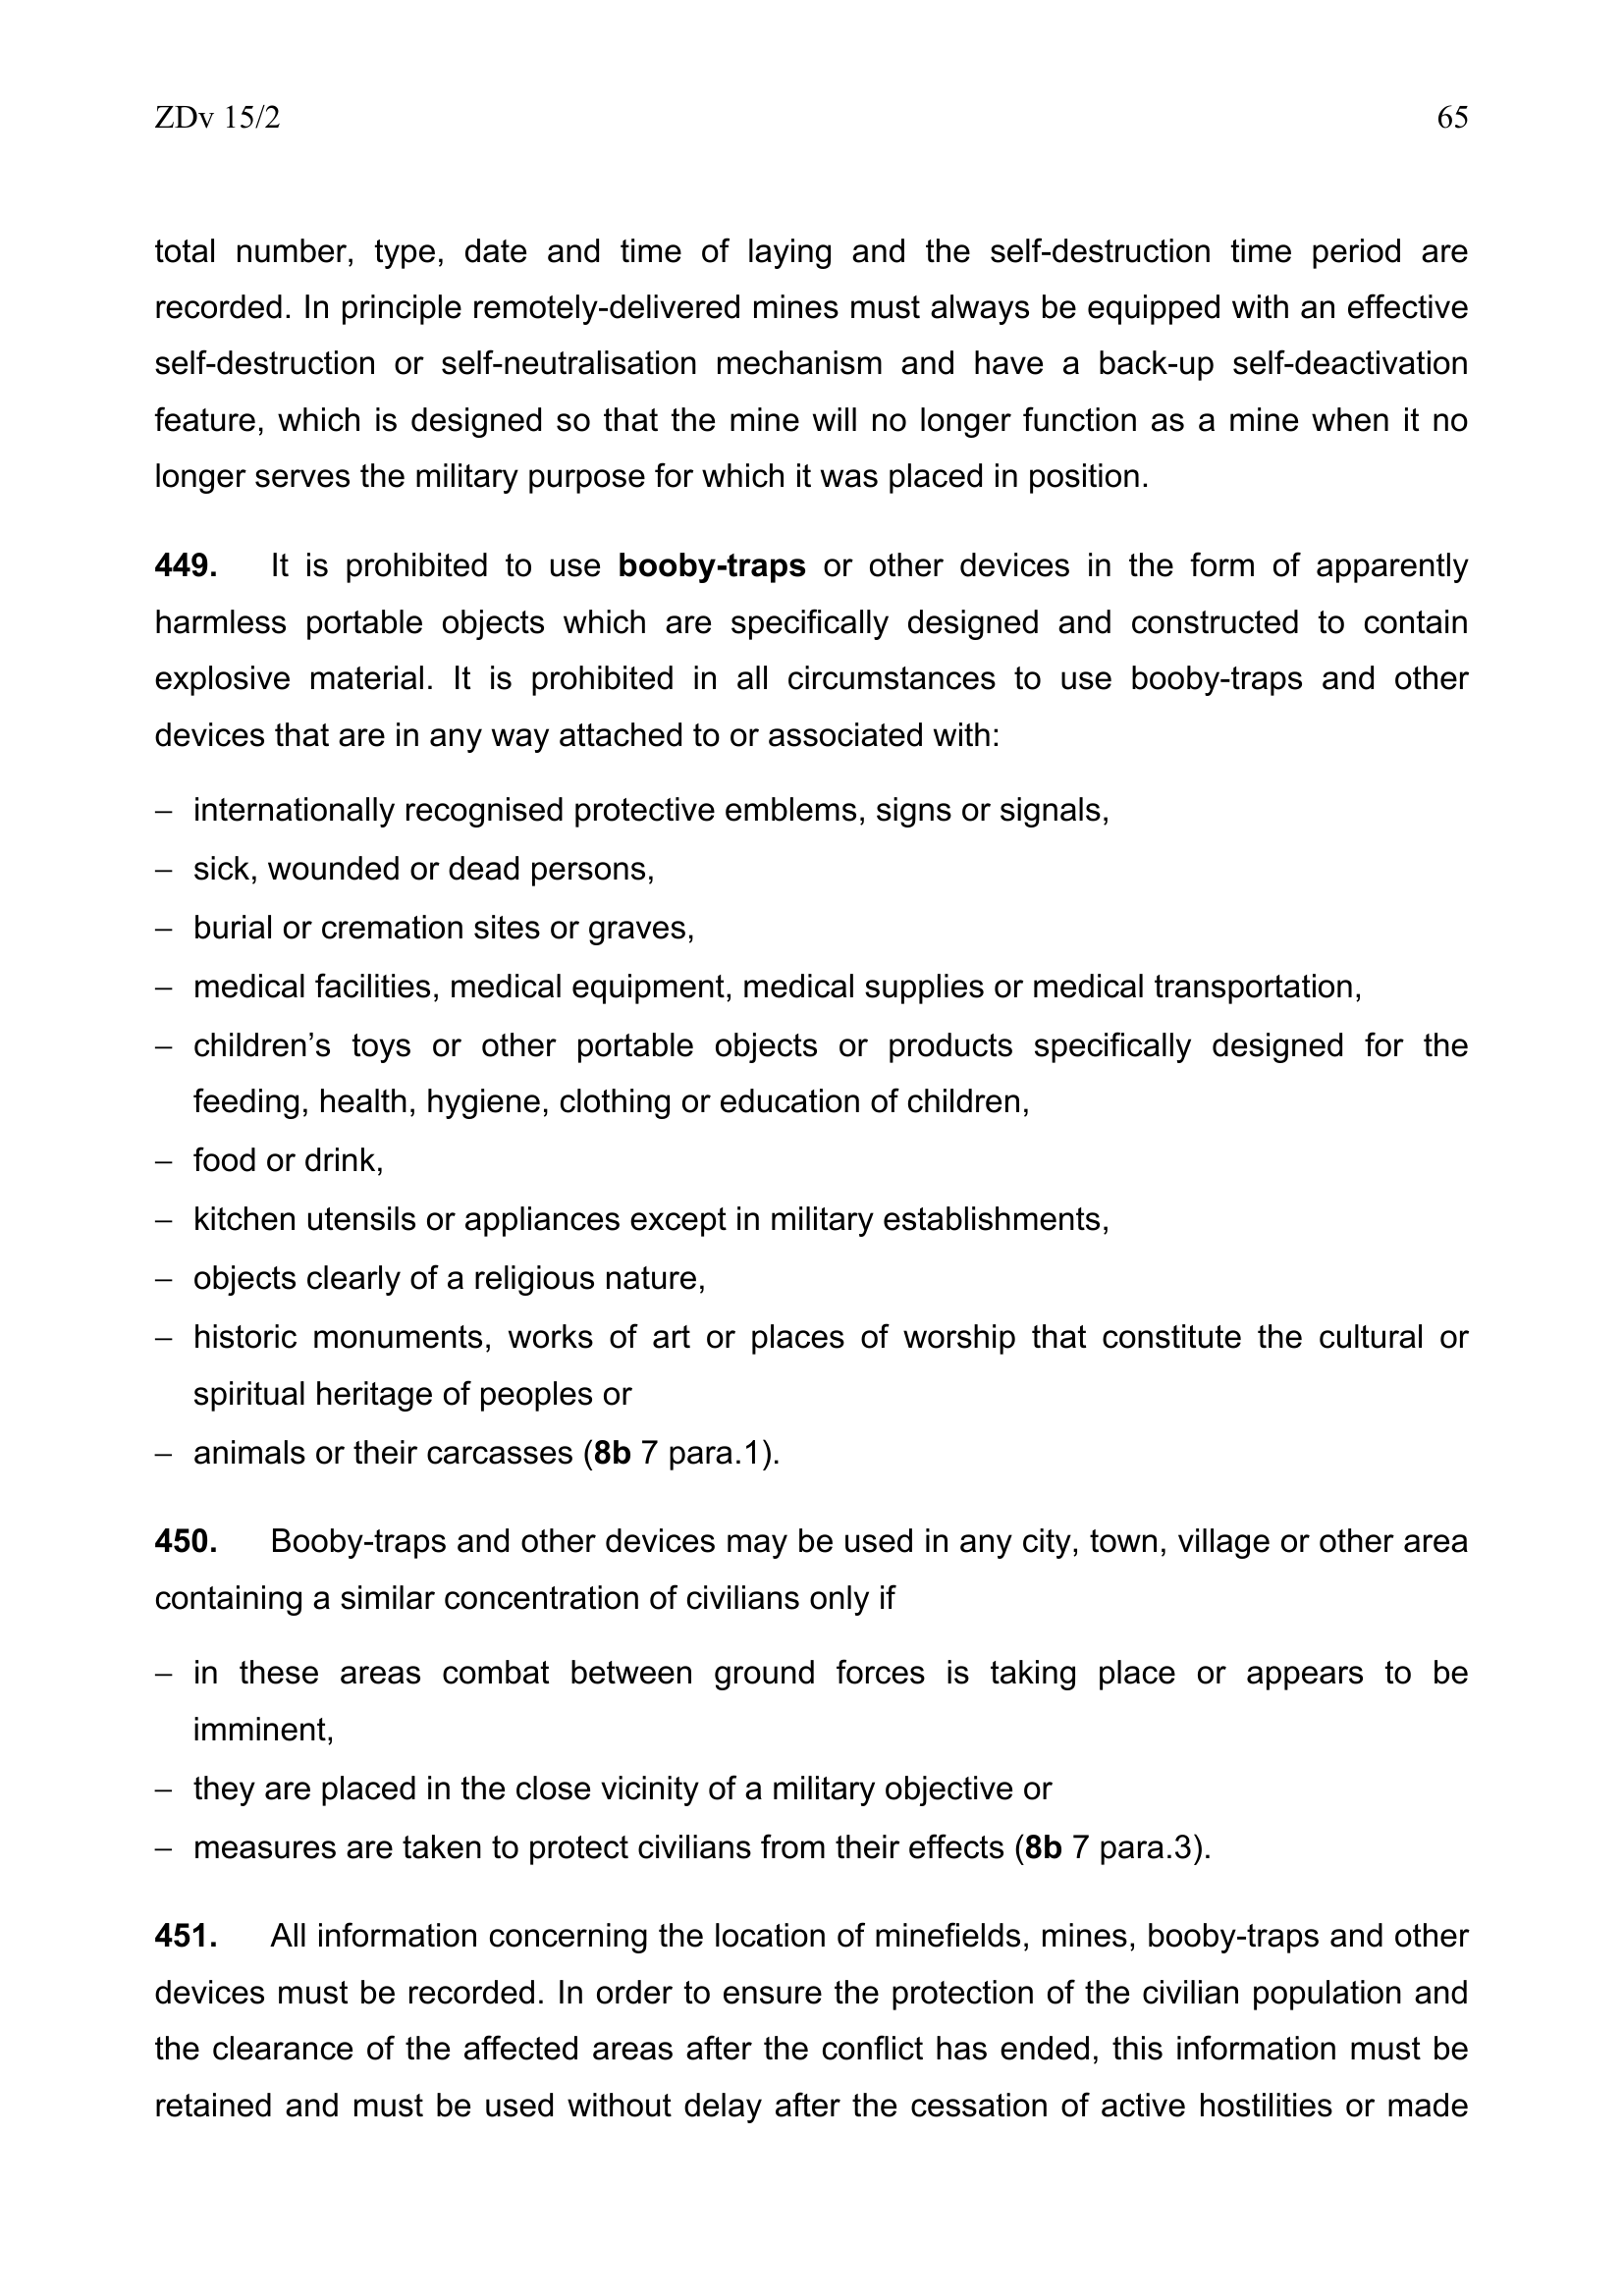 ZDv 15/2 65
total number, type, date and time of laying and the self-destruction time period are
recorded. In principle remotely-delivered mines must always be equipped with an effective
self-destruction or self-neutralisation mechanism and have a back-up self-deactivation
feature, which is designed so that the mine will no longer function as a mine when it no
longer serves the military purpose for which it was placed in position.
449. It is prohibited to use booby-traps or other devices in the form of apparently
harmless portable objects which are specifically designed and constructed to contain
explosive material. It is prohibited in all circumstances to use booby-traps and other
devices that are in any way attached to or associated with:
– internationally recognised protective emblems, signs or signals,
– sick, wounded or dead persons,
– burial or cremation sites or graves,
– medical facilities, medical equipment, medical supplies or medical transportation,
– children’s toys or other portable objects or products specifically designed for the
feeding, health, hygiene, clothing or education of children,
– food or drink,
– kitchen utensils or appliances except in military establishments,
– objects clearly of a religious nature,
– historic monuments, works of art or places of worship that constitute the cultural or
spiritual heritage of peoples or
– animals or their carcasses (8b 7 para.1).
450. Booby-traps and other devices may be used in any city, town, village or other area
containing a similar concentration of civilians only if
– in these areas combat between ground forces is taking place or appears to be
imminent,
– they are placed in the close vicinity of a military objective or
– measures are taken to protect civilians from their effects (8b 7 para.3).
451. All information concerning the location of minefields, mines, booby-traps and other
devices must be recorded. In order to ensure the protection of the civilian population and
the clearance of the affected areas after the conflict has ended, this information must be
retained and must be used without delay after the cessation of active hostilities or made